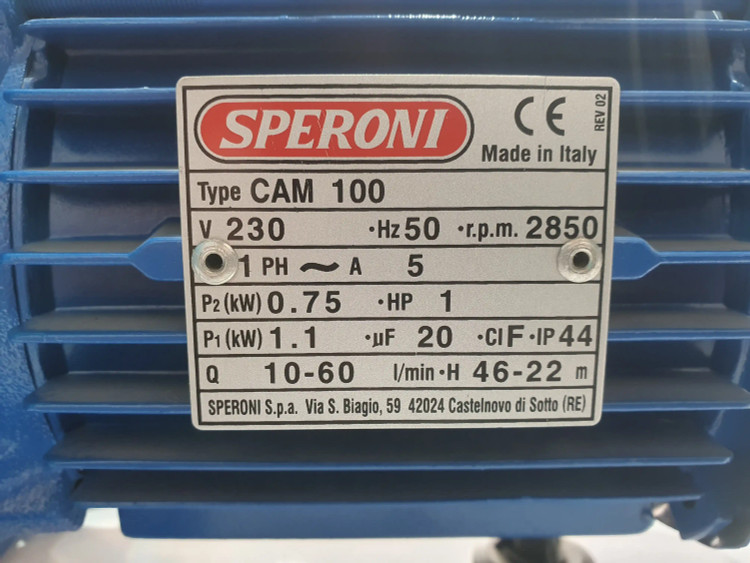 SPERONI
CE
REV 02
Made in Italy
Type CAM 100
V 230 ·Hz 50 ·r.p.m. 2850
1 PH ~ A 5
P2 (kW) 0.75 ·HP 1
P1 (kW) 1.1 ·µF 20 ·Cl F ·IP 44
Q 10-60 l/min ·H 46-22 m
SPERONI S.p.a. Via S. Biagio, 59 42024 Castelnovo di Sotto (RE)